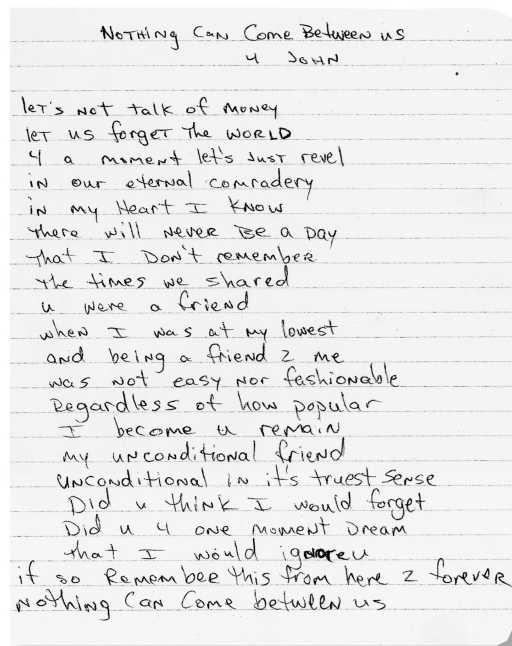 NOTHING CAN COME BETWEEN US
4 JOHN
let's NOT talk of MONEY
let us forget The WORLD
4 a moment let's Just revel
in our eternal comradery
in my Heart I KNOW
there will Never Be a Day
that I Don't remember
the times we shared
u were a friend
when I was at my lowest
and being a friend 2 me
was not easy nor fashionable
Regardless of how popular
I become u remain
my unconditional friend
unconditional in it's truest sense
Did u think I would forget
Did u 4 one moment Dream
that I would ignore u
if so Remember this from here 2 forever
Nothing Can Come between us